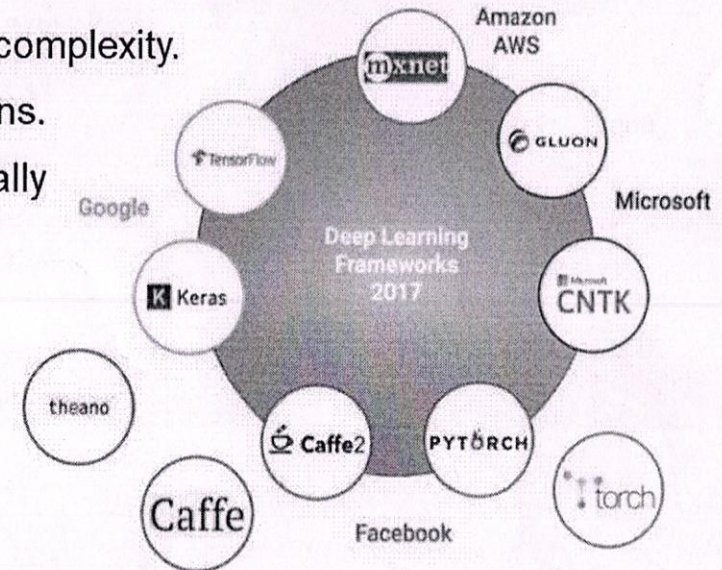 complexity.
ns.
ally
Amazon
AWS
mxnet
GLUON
TensorFlow
Google
Microsoft
Deep Learning
Frameworks
2017
K Keras
Microsoft
CNTK
theano
Caffe2
PYTORCH
Caffe
torch
Facebook